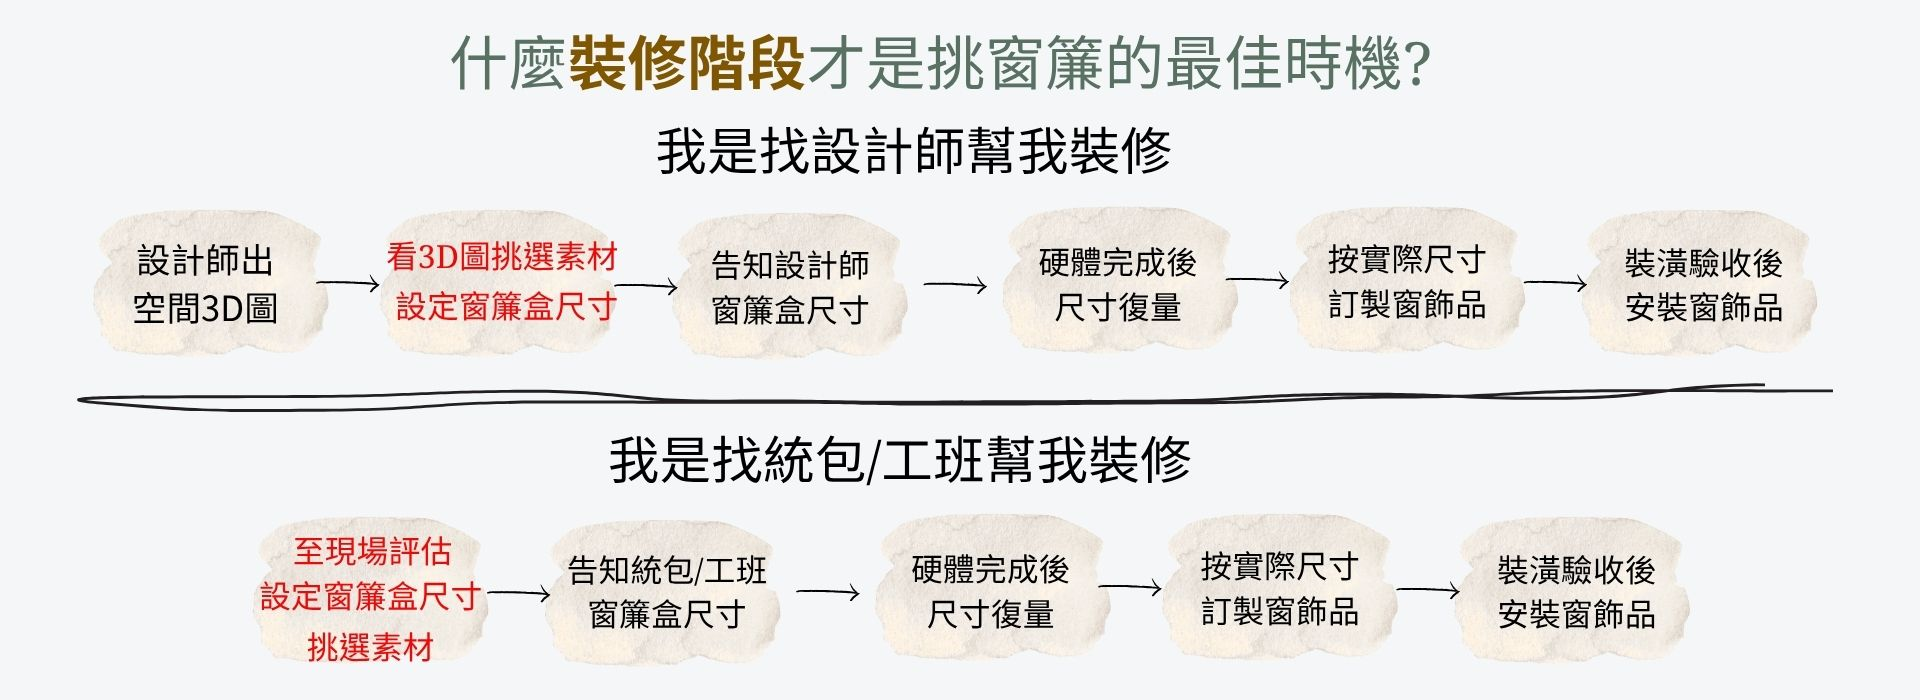 什麼裝修階段才是挑窗簾的最佳時機?
我是找設計師幫我裝修
設計師出
空間3D圖
看3D圖挑選素材
設定窗簾盒尺寸
告知設計師
窗簾盒尺寸
硬體完成後
尺寸復量
按實際尺寸
訂製窗飾品
裝潢驗收後
安裝窗飾品
我是找統包/工班幫我裝修
至現場評估
設定窗簾盒尺寸
挑選素材
告知統包/工班
窗簾盒尺寸
硬體完成後
尺寸復量
按實際尺寸
訂製窗飾品
裝潢驗收後
安裝窗飾品